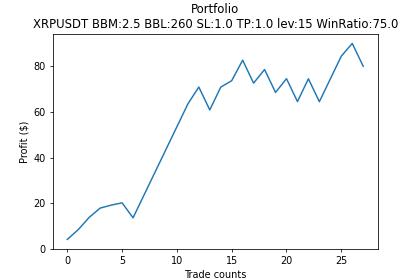 Portfolio
XRPUSDT BBM:2.5 BBL:260 SL:1.0 TP:1.0 lev:15 WinRatio:75.0
80
60
40
20
0
Profit ($)
0 5 10 15 20 25
Trade counts